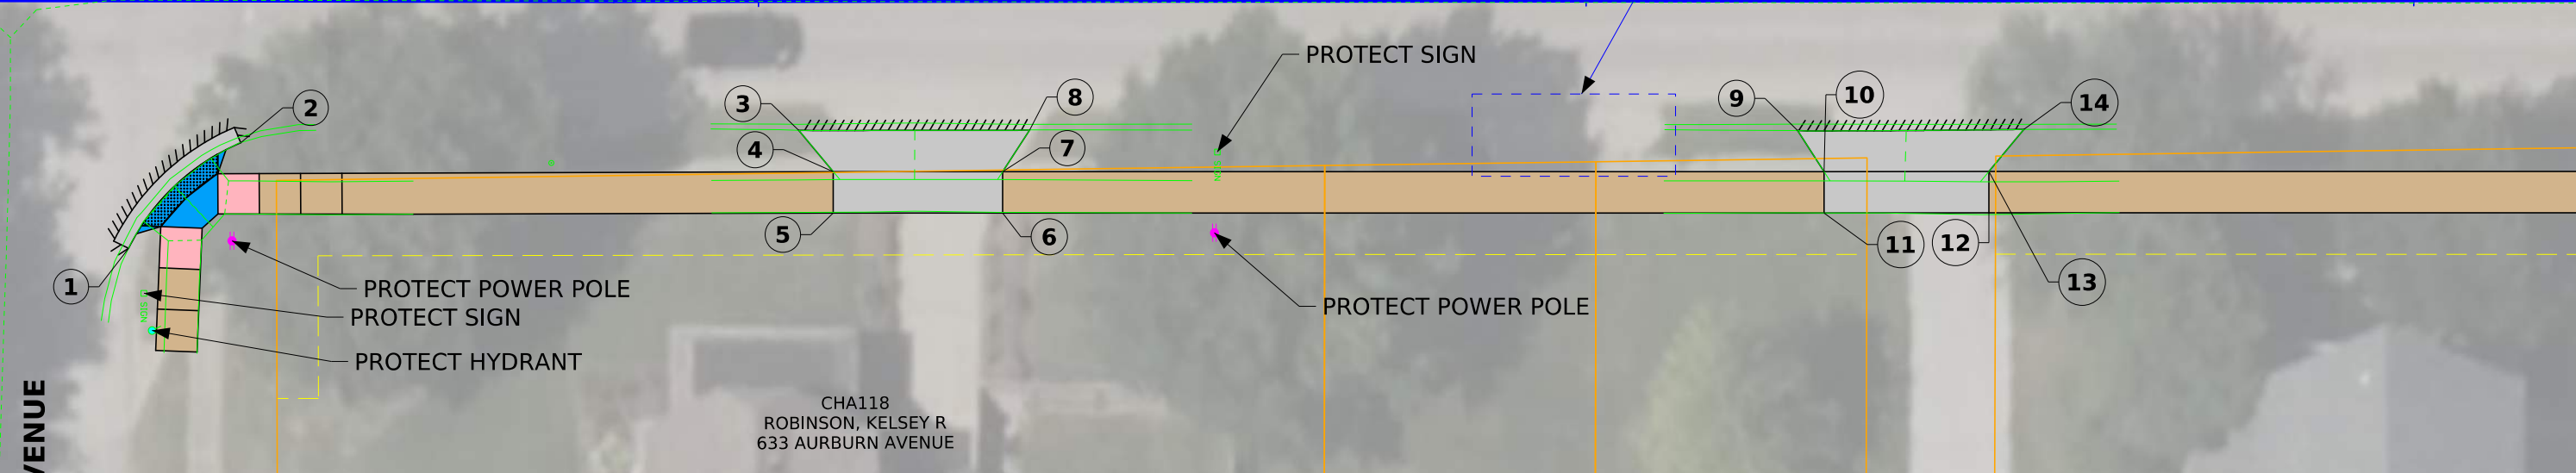 PROTECT SIGN
2
3
8
9
10
14
4
7
5
6
11
12
13
1
PROTECT POWER POLE
PROTECT SIGN
PROTECT HYDRANT
PROTECT POWER POLE
CHA118
ROBINSON, KELSEY R
633 AURBURN AVENUE
VENUE